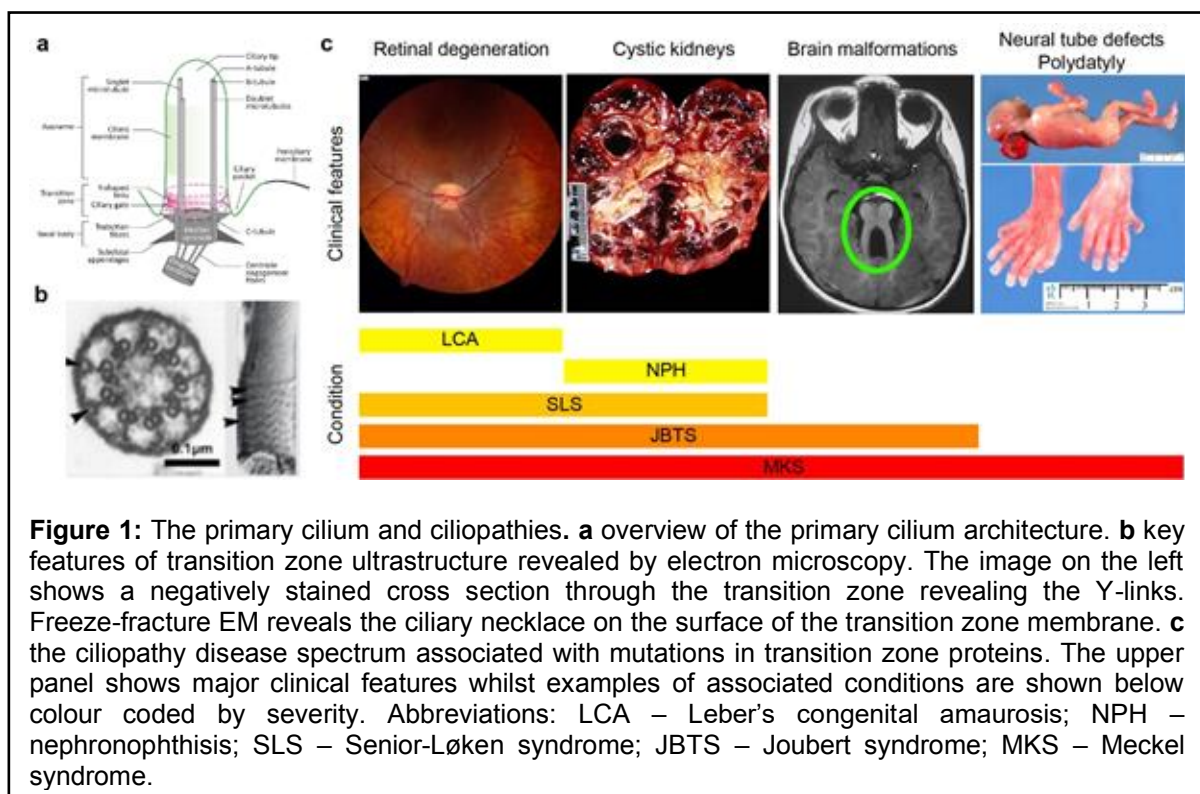 a
Ciliary tip
A-tubule
B-tubule
Doublet microtubules
Singlet
microtubule
Axoneme
Ciliary
membrane
Periciliary
membrane
Ciliary
pocket
Transition
zone
Y-shaped
links
Ciliary gate
Transition
fibres
Basal body
C-tubule
Subdistal
appendages
b
0.1µm
c
Retinal degeneration
Cystic kidneys
Brain malformations
Neural tube defects
Polydatyly
Clinical features
1 2 3
Condition
LCA
NPH
SLS
JBTS
MKS
Figure 1: The primary cilium and ciliopathies. a overview of the primary cilium architecture. b key
features of transition zone ultrastructure revealed by electron microscopy. The image on the left
shows a negatively stained cross section through the transition zone revealing the Y-links.
Freeze-fracture EM reveals the ciliary necklace on the surface of the transition zone membrane. c
the ciliopathy disease spectrum associated with mutations in transition zone proteins. The upper
panel shows major clinical features whilst examples of associated conditions are shown below
colour coded by severity. Abbreviations: LCA – Leber’s congenital amaurosis; NPH –
nephronophthisis; SLS – Senior-Løken syndrome; JBTS – Joubert syndrome; MKS – Meckel
syndrome.